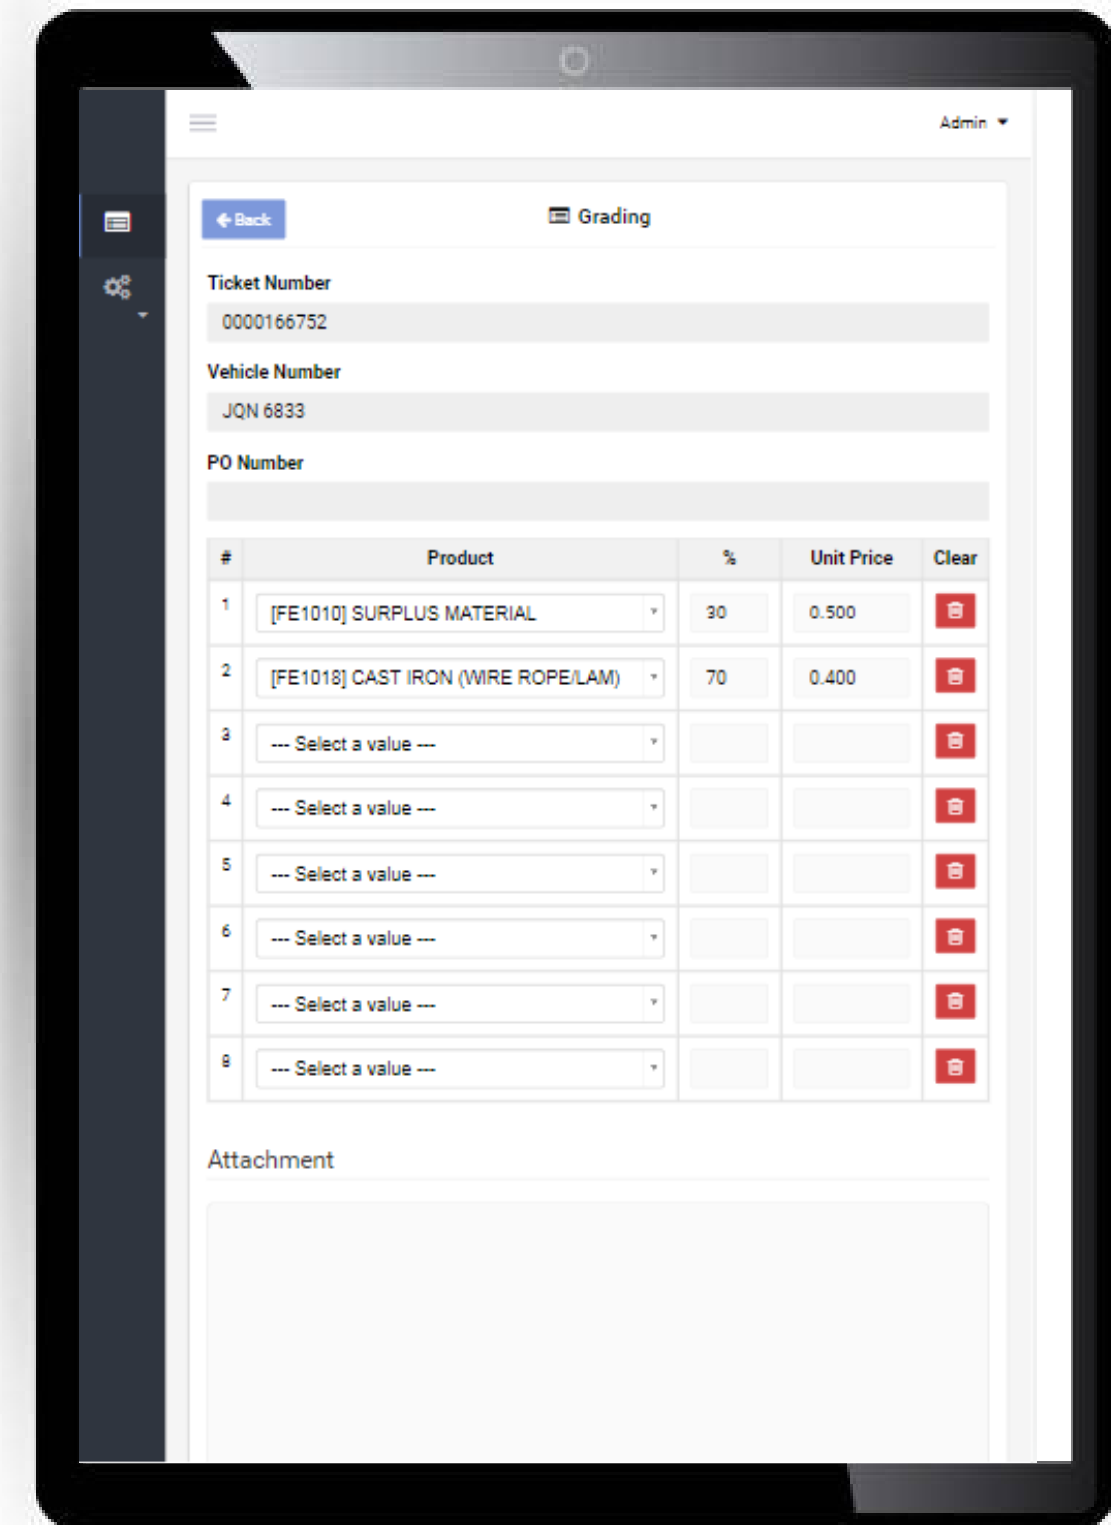 Admin
Back
Grading
Ticket Number
0000166752
Vehicle Number
JQN 6833
PO Number
# Product % Unit Price Clear
1 [FE1010] SURPLUS MATERIAL 30 0.500
2 [FE1018] CAST IRON (WIRE ROPE/LAM) 70 0.400
3 --- Select a value ---
4 --- Select a value ---
5 --- Select a value ---
6 --- Select a value ---
7 --- Select a value ---
8 --- Select a value ---
Attachment